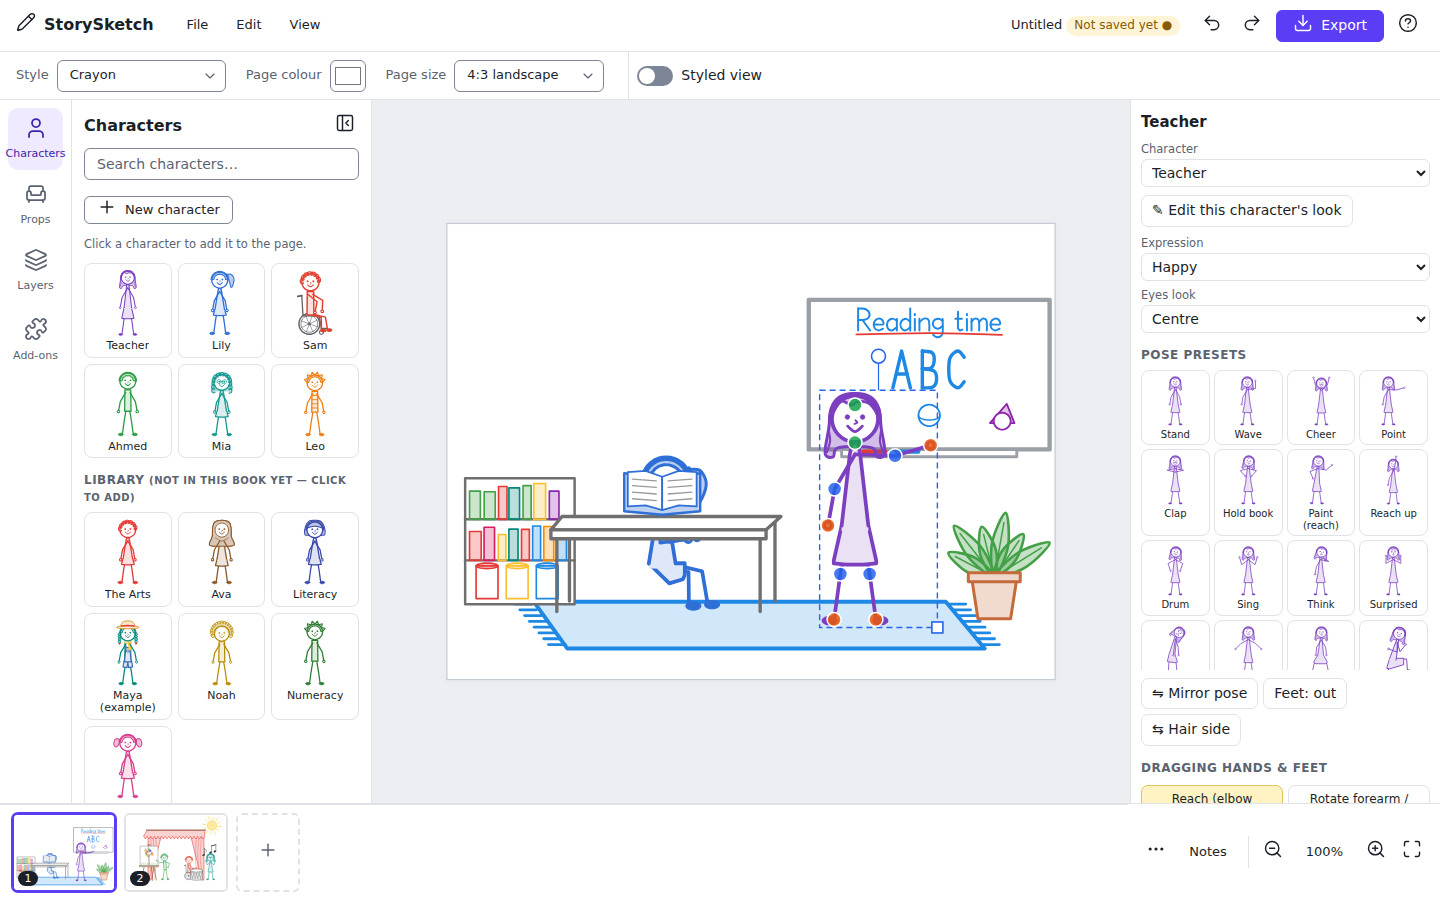 StorySketch
File
Edit
View
Untitled
Not saved yet
Export
Style
Crayon
Page colour
Page size
4:3 landscape
Styled view
Characters
Props
Layers
Add-ons
Characters
Search characters…
New character
Click a character to add it to the page.
Teacher
Lily
Sam
Ahmed
Mia
Leo
LIBRARY (NOT IN THIS BOOK YET — CLICK
TO ADD)
The Arts
Ava
Literacy
Maya
(example)
Noah
Numeracy
Reading time
ABC
Teacher
Character
Teacher
✎ Edit this character's look
Expression
Happy
Eyes look
Centre
POSE PRESETS
Stand
Wave
Cheer
Point
Clap
Hold book
Paint
(reach)
Reach up
Drum
Sing
Think
Surprised
⇋ Mirror pose
Feet: out
⇆ Hair side
DRAGGING HANDS & FEET
Reach (elbow
Rotate forearm /
Reading time
ABC
1
2
Notes
100%